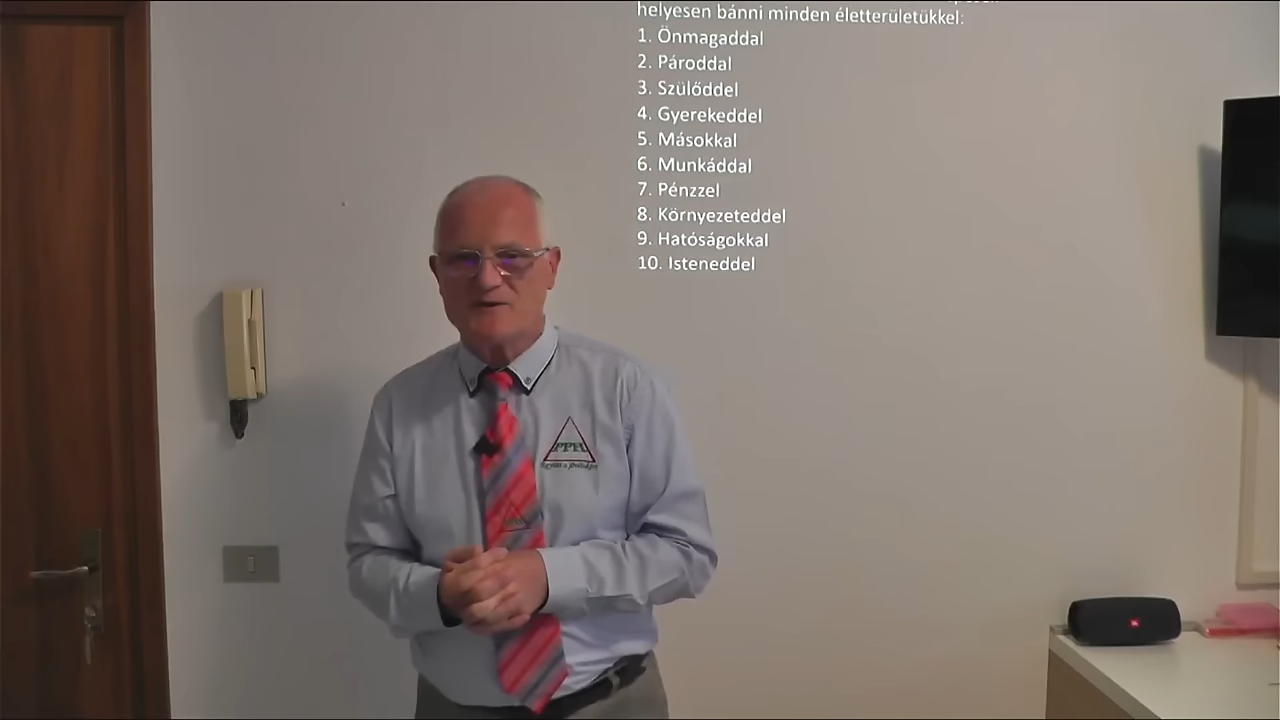 helyesen bánni minden életterületükkel:
1. Önmagaddal
2. Pároddal
3. Szülőddel
4. Gyerekeddel
5. Másokkal
6. Munkáddal
7. Pénzzel
8. Környezeteddel
9. Hatóságokkal
10. Isteneddel
PPH